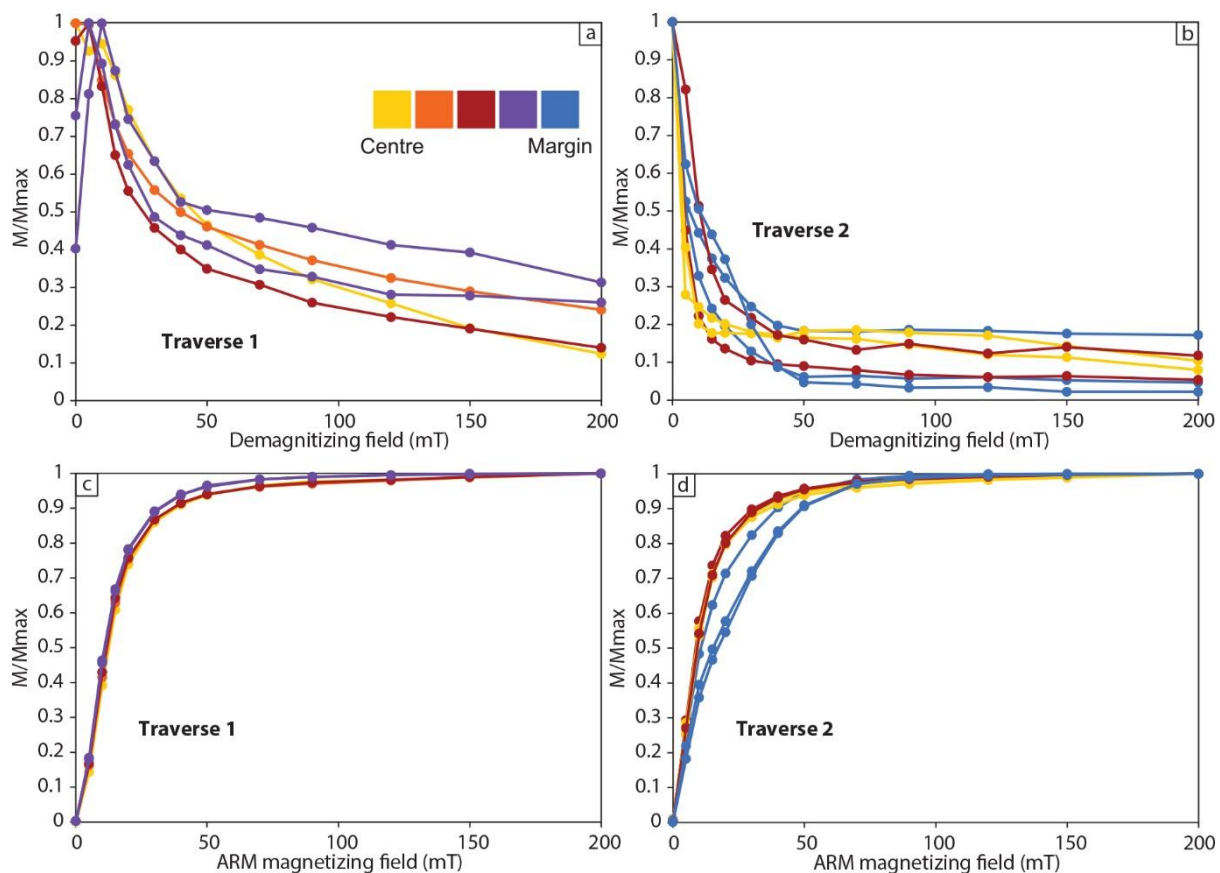 a
1
0.9
0.8
0.7
0.6
0.5
0.4
0.3
0.2
0.1
0
M/Mmax
Centre Margin
Traverse 1
0 50 100 150 200
Demagnitizing field (mT)
b
1
0.9
0.8
0.7
0.6
0.5
0.4
0.3
0.2
0.1
0
M/Mmax
Traverse 2
0 50 100 150 200
Demagnitizing field (mT)
c
1
0.9
0.8
0.7
0.6
0.5
0.4
0.3
0.2
0.1
0
M/Mmax
Traverse 1
0 50 100 150 200
ARM magnetizing field (mT)
d
1
0.9
0.8
0.7
0.6
0.5
0.4
0.3
0.2
0.1
0
M/Mmax
Traverse 2
0 50 100 150 200
ARM magnetizing field (mT)